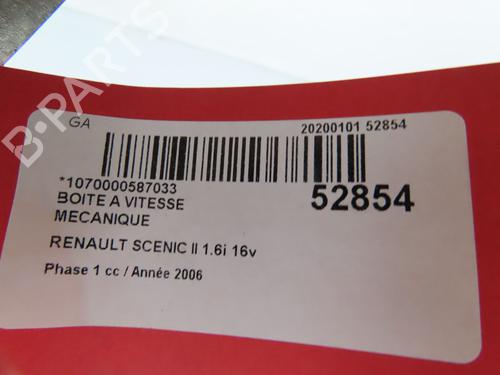 B-PARTS
GA
20200101 52854
*1070000587033
52854
BOITE A VITESSE
MECANIQUE
RENAULT SCENIC II 1.6i 16v
Phase 1 cc / Année 2006